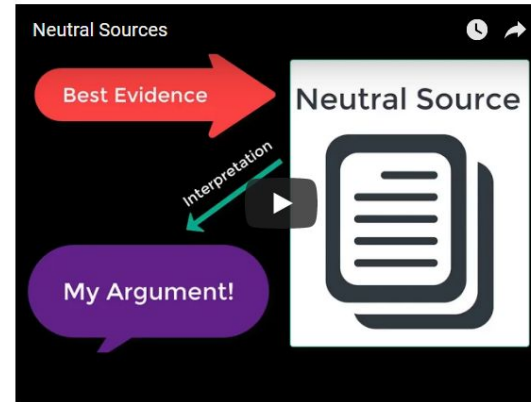 Neutral Sources
Best Evidence
Neutral Source
Interpretation
My Argument!